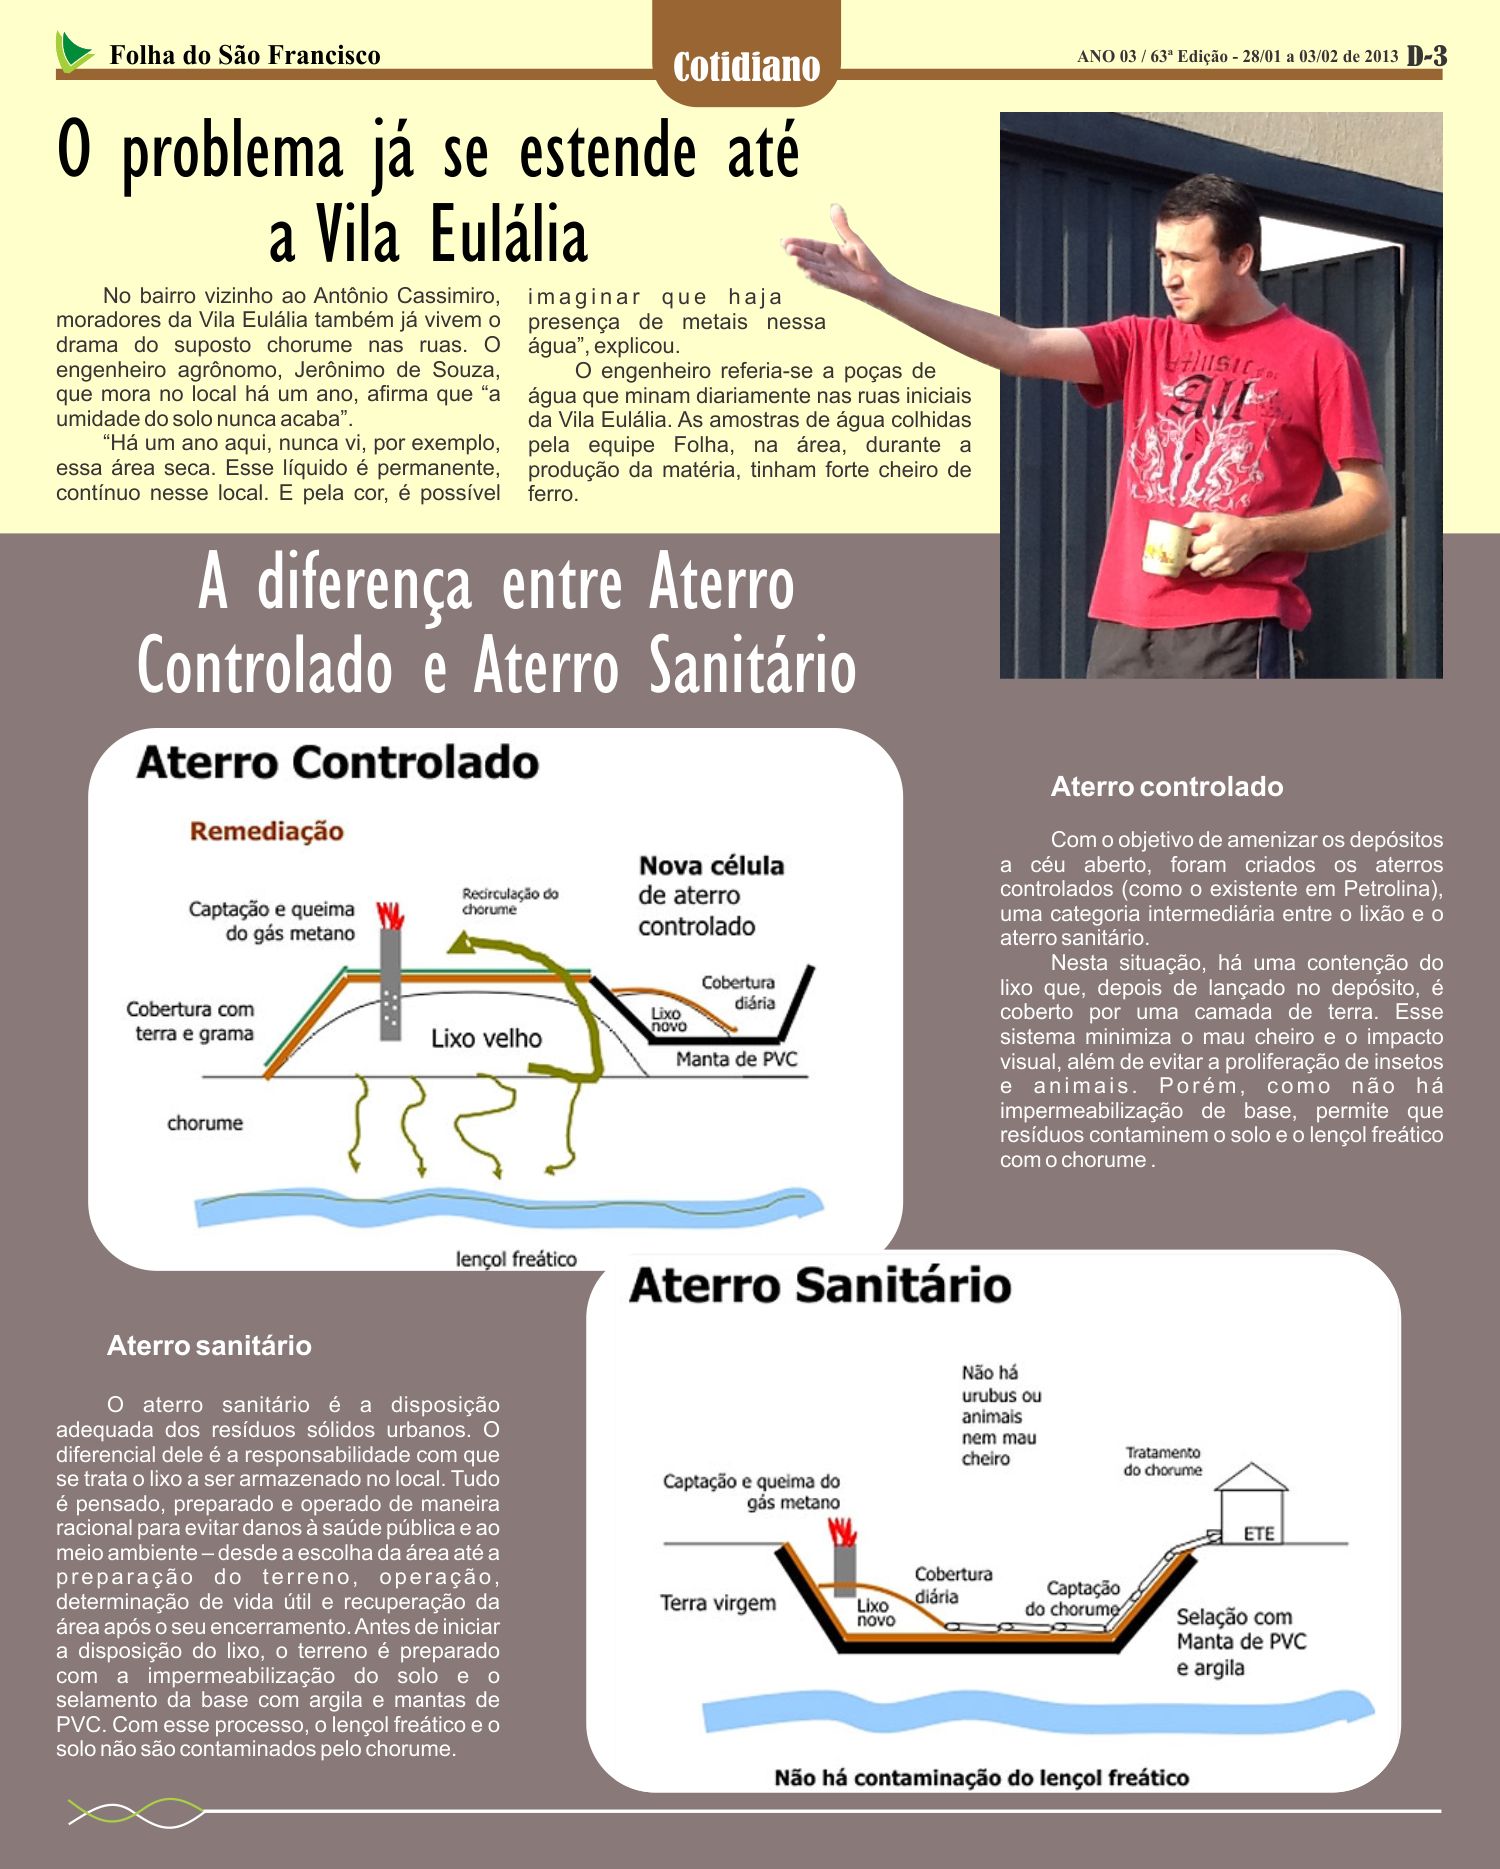 Folha do São Francisco
Cotidiano
ANO 03 / 63ª Edição - 28/01 a 03/02 de 2013 D-3
O problema já se estende até
a Vila Eulália
No bairro vizinho ao Antônio Cassimiro,
moradores da Vila Eulália também já vivem o
drama do suposto chorume nas ruas. O
engenheiro agrônomo, Jerônimo de Souza,
que mora no local há um ano, afirma que “a
umidade do solo nunca acaba”.
“Há um ano aqui, nunca vi, por exemplo,
essa área seca. Esse líquido é permanente,
contínuo nesse local. E pela cor, é possível
imaginar que haja
presença de metais nessa
água”, explicou.
O engenheiro referia-se a poças de
água que minam diariamente nas ruas iniciais
da Vila Eulália. As amostras de água colhidas
pela equipe Folha, na área, durante a
produção da matéria, tinham forte cheiro de
ferro.
Music
All
A diferença entre Aterro
Controlado e Aterro Sanitário
Aterro Controlado
Remediação
Captação e queima
do gás metano
Recirculação do
chorume
Nova célula
de aterro
controlado
Cobertura com
terra e grama
Lixo velho
Cobertura
diária
Lixo
novo
Manta de PVC
chorume
lençol freático
Aterro controlado
Com o objetivo de amenizar os depósitos
a céu aberto, foram criados os aterros
controlados (como o existente em Petrolina),
uma categoria intermediária entre o lixão e o
aterro sanitário.
Nesta situação, há uma contenção do
lixo que, depois de lançado no depósito, é
coberto por uma camada de terra. Esse
sistema minimiza o mau cheiro e o impacto
visual, além de evitar a proliferação de insetos
e animais. Porém, como não há
impermeabilização de base, permite que
resíduos contaminem o solo e o lençol freático
com o chorume .
Aterro sanitário
O aterro sanitário é a disposição
adequada dos resíduos sólidos urbanos. O
diferencial dele é a responsabilidade com que
se trata o lixo a ser armazenado no local. Tudo
é pensado, preparado e operado de maneira
racional para evitar danos à saúde pública e ao
meio ambiente – desde a escolha da área até a
preparação do terreno, operação,
determinação de vida útil e recuperação da
área após o seu encerramento. Antes de iniciar
a disposição do lixo, o terreno é preparado
com a impermeabilização do solo e o
selamento da base com argila e mantas de
PVC. Com esse processo, o lençol freático e o
solo não são contaminados pelo chorume.
Aterro Sanitário
Não há
urubus ou
animais
nem mau
cheiro
Captação e queima do
gás metano
Tratamento
do chorume
ETE
Terra virgem
Lixo
novo
Cobertura
diária
Captação
do chorume
Selação com
Manta de PVC
e argila
Não há contaminação do lençol freático